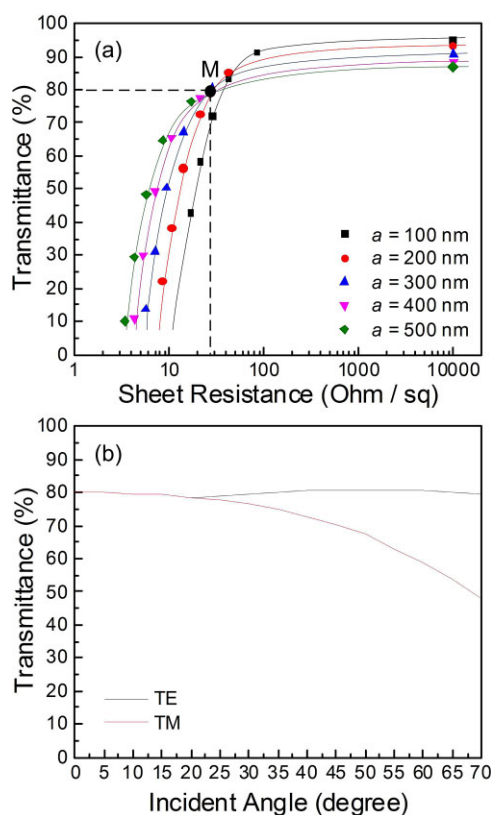 (a)
M
Transmittance (%)
100
90
80
70
60
50
40
30
20
10
0
a = 100 nm
a = 200 nm
a = 300 nm
a = 400 nm
a = 500 nm
1 10 100 1000 10000
Sheet Resistance (Ohm / sq)
(b)
Transmittance (%)
100
90
80
70
60
50
40
30
20
10
0
TE
TM
0 5 10 15 20 25 30 35 40 45 50 55 60 65 70
Incident Angle (degree)